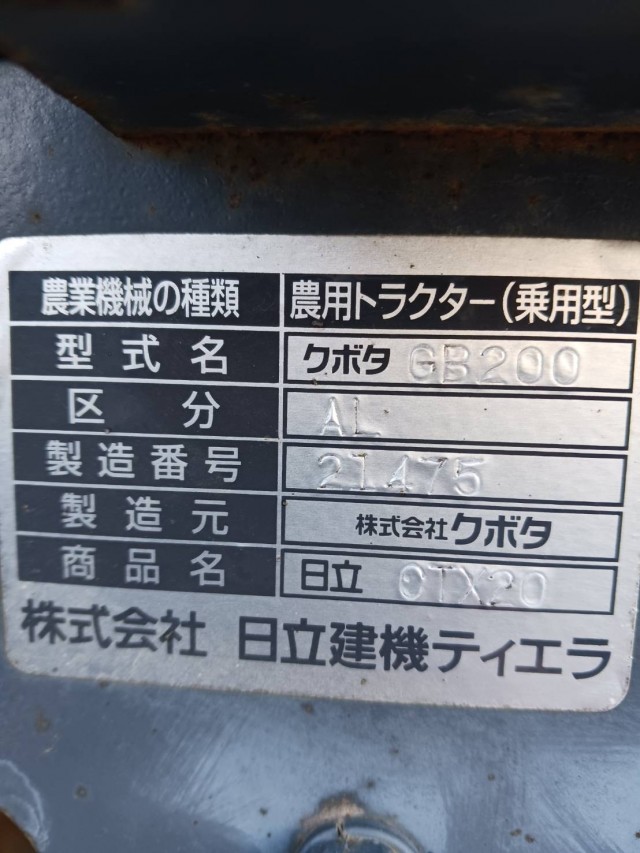 農業機械の種類 農用トラクター(乗用型)
型式名 クボタ GB200
区分 AL
製造番号 21475
製造元 株式会社クボタ
商品名 日立 CTX20
株式会社 日立建機ティエラ